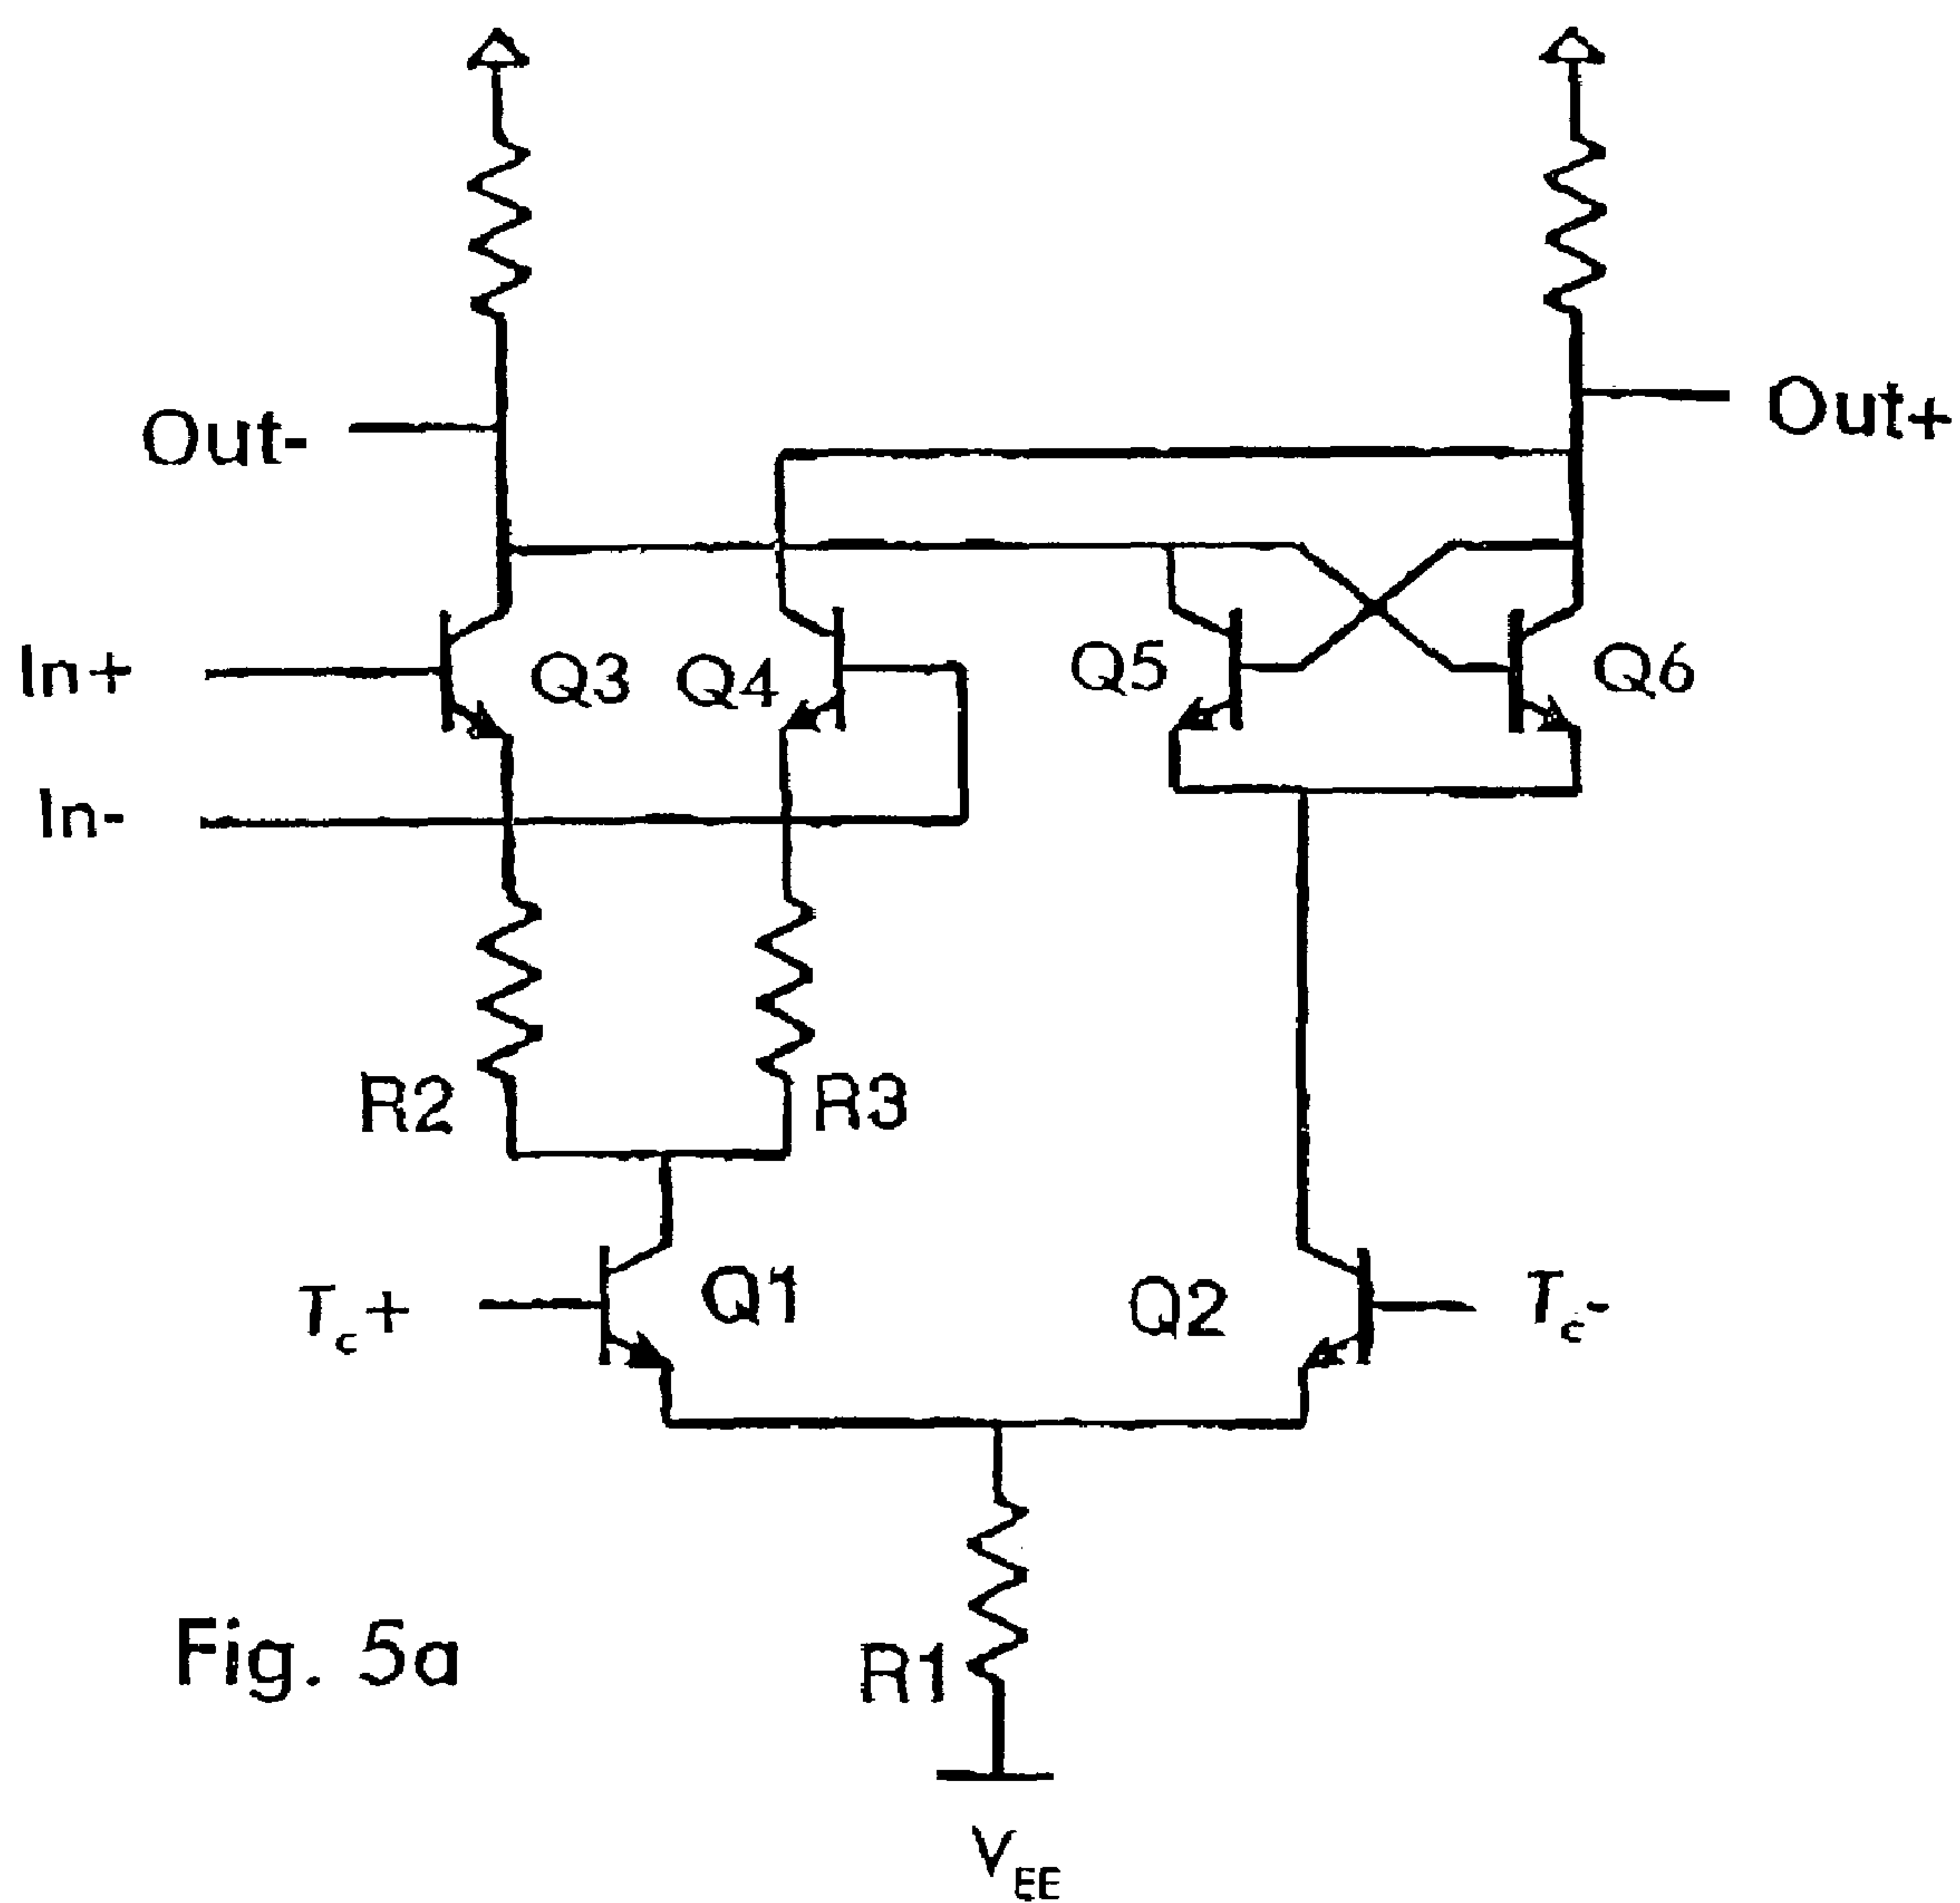 Out-
Out+
In+
Q3
Q4
Q5
Q6
In-
R2
R3
Tc+
Q1
Q2
Tc-
Fig. 5a
R1
VEE